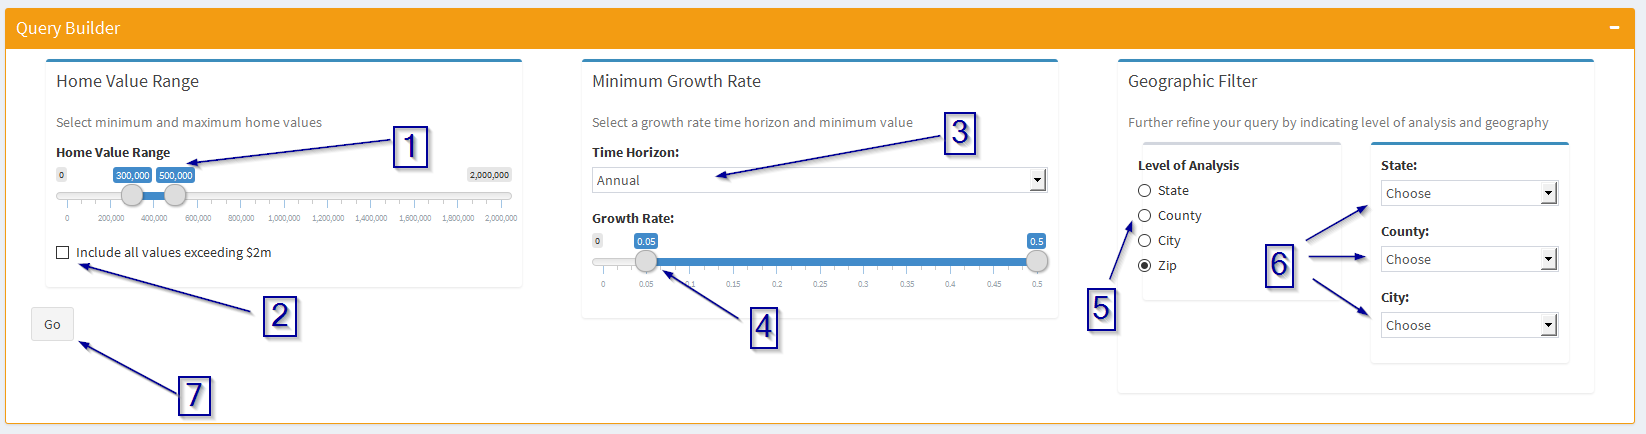 Query Builder
Home Value Range
Select minimum and maximum home values
Home Value Range
0 300,000 500,000 2,000,000
0 200,000 400,000 600,000 800,000 1,000,000 1,200,000 1,400,000 1,600,000 1,800,000 2,000,000
Include all values exceeding $2m
1
2
Go
7
Minimum Growth Rate
Select a growth rate time horizon and minimum value
3
Time Horizon:
Annual
Growth Rate:
0 0.05 0.5
0 0.05 0.1 0.15 0.2 0.25 0.3 0.35 0.4 0.45 0.5
4
Geographic Filter
Further refine your query by indicating level of analysis and geography
Level of Analysis
State
County
City
Zip
5
6
State:
Choose
County:
Choose
City:
Choose